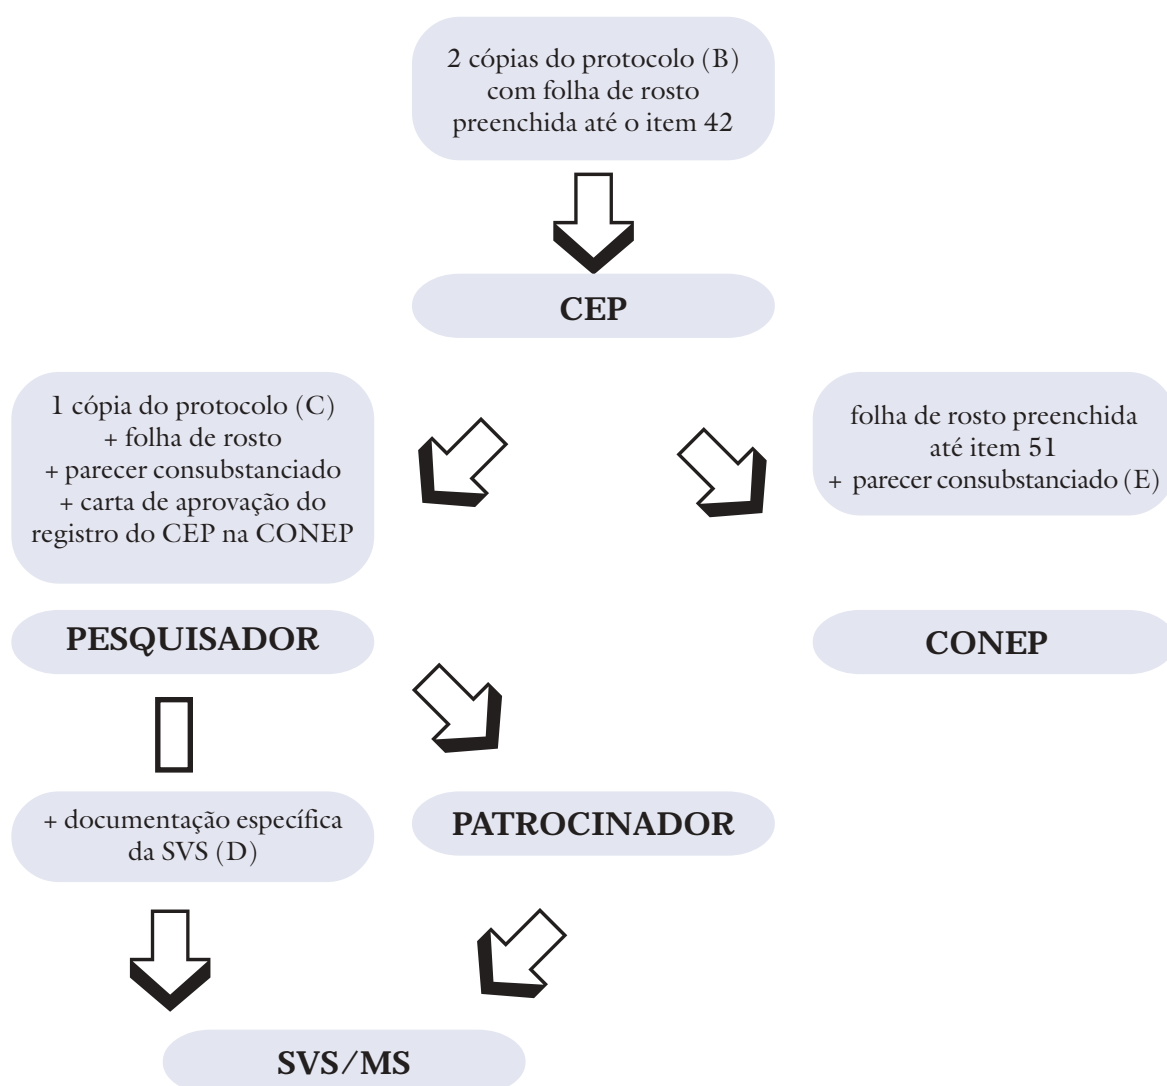 2 cópias do protocolo (B)
com folha de rosto
preenchida até o item 42
CEP
1 cópia do protocolo (C)
+ folha de rosto
+ parecer consubstanciado
+ carta de aprovação do
registro do CEP na CONEP
folha de rosto preenchida
até item 51
+ parecer consubstanciado (E)
PESQUISADOR
CONEP
+ documentação específica
da SVS (D)
PATROCINADOR
SVS/MS